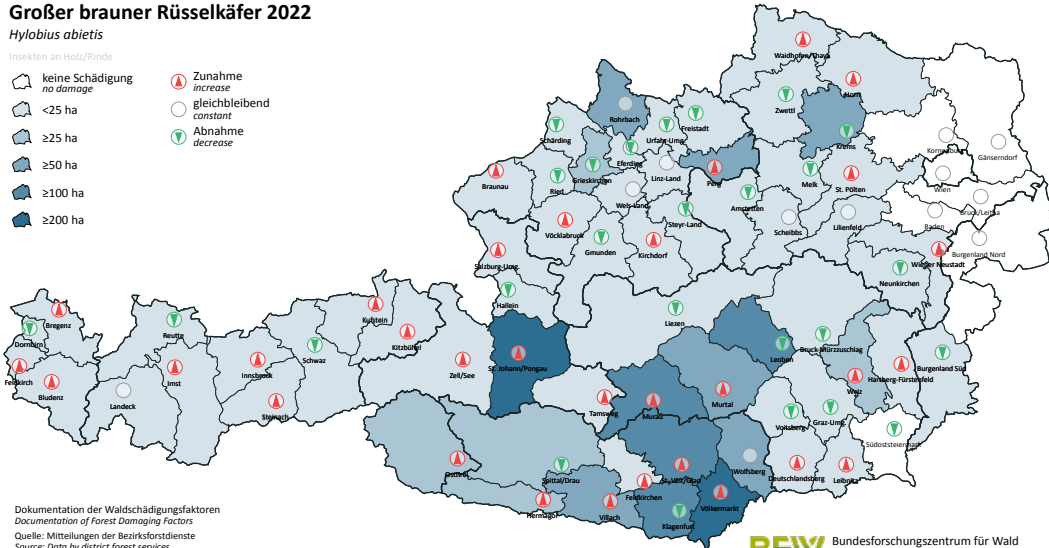 Großer brauner Rüsselkäfer 2022
Hylobius abietis
Insekten an Holz/Rinde
keine Schädigung
no damage
<25 ha
≥25 ha
≥50 ha
≥100 ha
≥200 ha
Zunahme
increase
gleichbleibend
constant
Abnahme
decrease
Waidhofen/Thaya
Horn
Zwettl
Krems
Rohrbach
Freistadt
Urfahr-Umg.
Schärding
Eferding
Grieskirchen
Linz-Land
Perg
Korneuburg
Gänserndorf
Wien
Bruck/Leitha
Baden
Burgenland Nord
Melk
St. Pölten
Braunau
Ried
Wels-Land
Amstetten
Steyr-Land
Scheibbs
Lilienfeld
Vöcklabruck
Gmunden
Kirchdorf
Wiener Neustadt
Salzburg-Umg.
Neunkirchen
Hallein
Liezen
Bregenz
Dornbirn
Reutte
Kufstein
Kitzbühel
Schwaz
Leoben
Bruck-Mürzzuschlag
Feldkirch
Bludenz
Imst
Innsbruck
Zell/See
St. Johann/Pongau
Burgenland Süd
Landeck
Steinach
Tamsweg
Murau
Murtal
Weiz
Harsberg-Fürstenfeld
Voitsberg
Graz-Umg.
Südoststeiermark
Osttirol
Spittal/Drau
Feldkirchen
St. Veit/Glan
Wolfsberg
Deutschlandsberg
Leibnitz
Hermagor
Villach
Klagenfurt
Völkermarkt
Dokumentation der Waldschädigungsfaktoren
Documentation of Forest Damaging Factors
Quelle: Mitteilungen der Bezirksforstdienste
Source: Data by district forest services
BFW
Bundesforschungszentrum für Wald